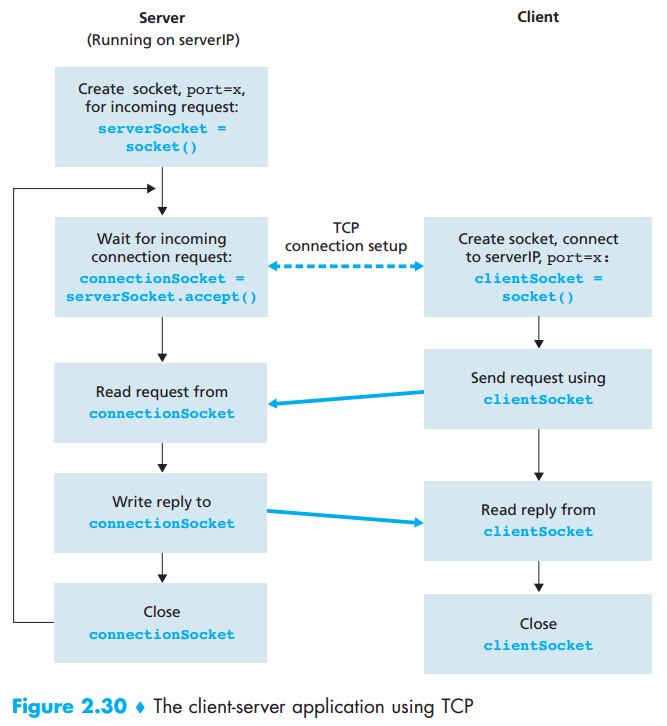 Server
(Running on serverIP)
Client
Create socket, port=x,
for incoming request:
serverSocket =
socket()
Wait for incoming
connection request:
connectionSocket =
serverSocket.accept()
TCP
connection setup
Create socket, connect
to serverIP, port=x:
clientSocket =
socket()
Read request from
connectionSocket
Send request using
clientSocket
Write reply to
connectionSocket
Read reply from
clientSocket
Close
connectionSocket
Close
clientSocket
Figure 2.30 ♦ The client-server application using TCP